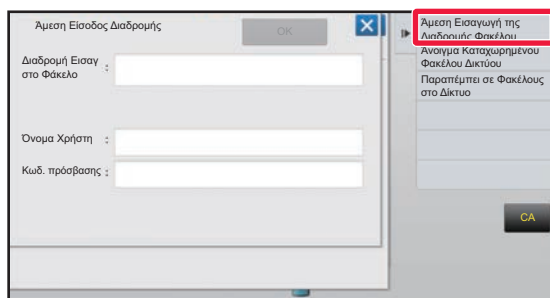 Άμεση Είσοδος Διαδρομής
OK
Διαδρομή Εισαγ
στο Φάκελο :
Όνομα Χρήστη :
Κωδ. πρόσβασης :
Άμεση Εισαγωγή της
Διαδρομής Φακέλου
Άνοιγμα Καταχωρημένου
Φακέλου Δικτύου
Παραπέμπει σε Φακέλους
στο Δίκτυο
CA